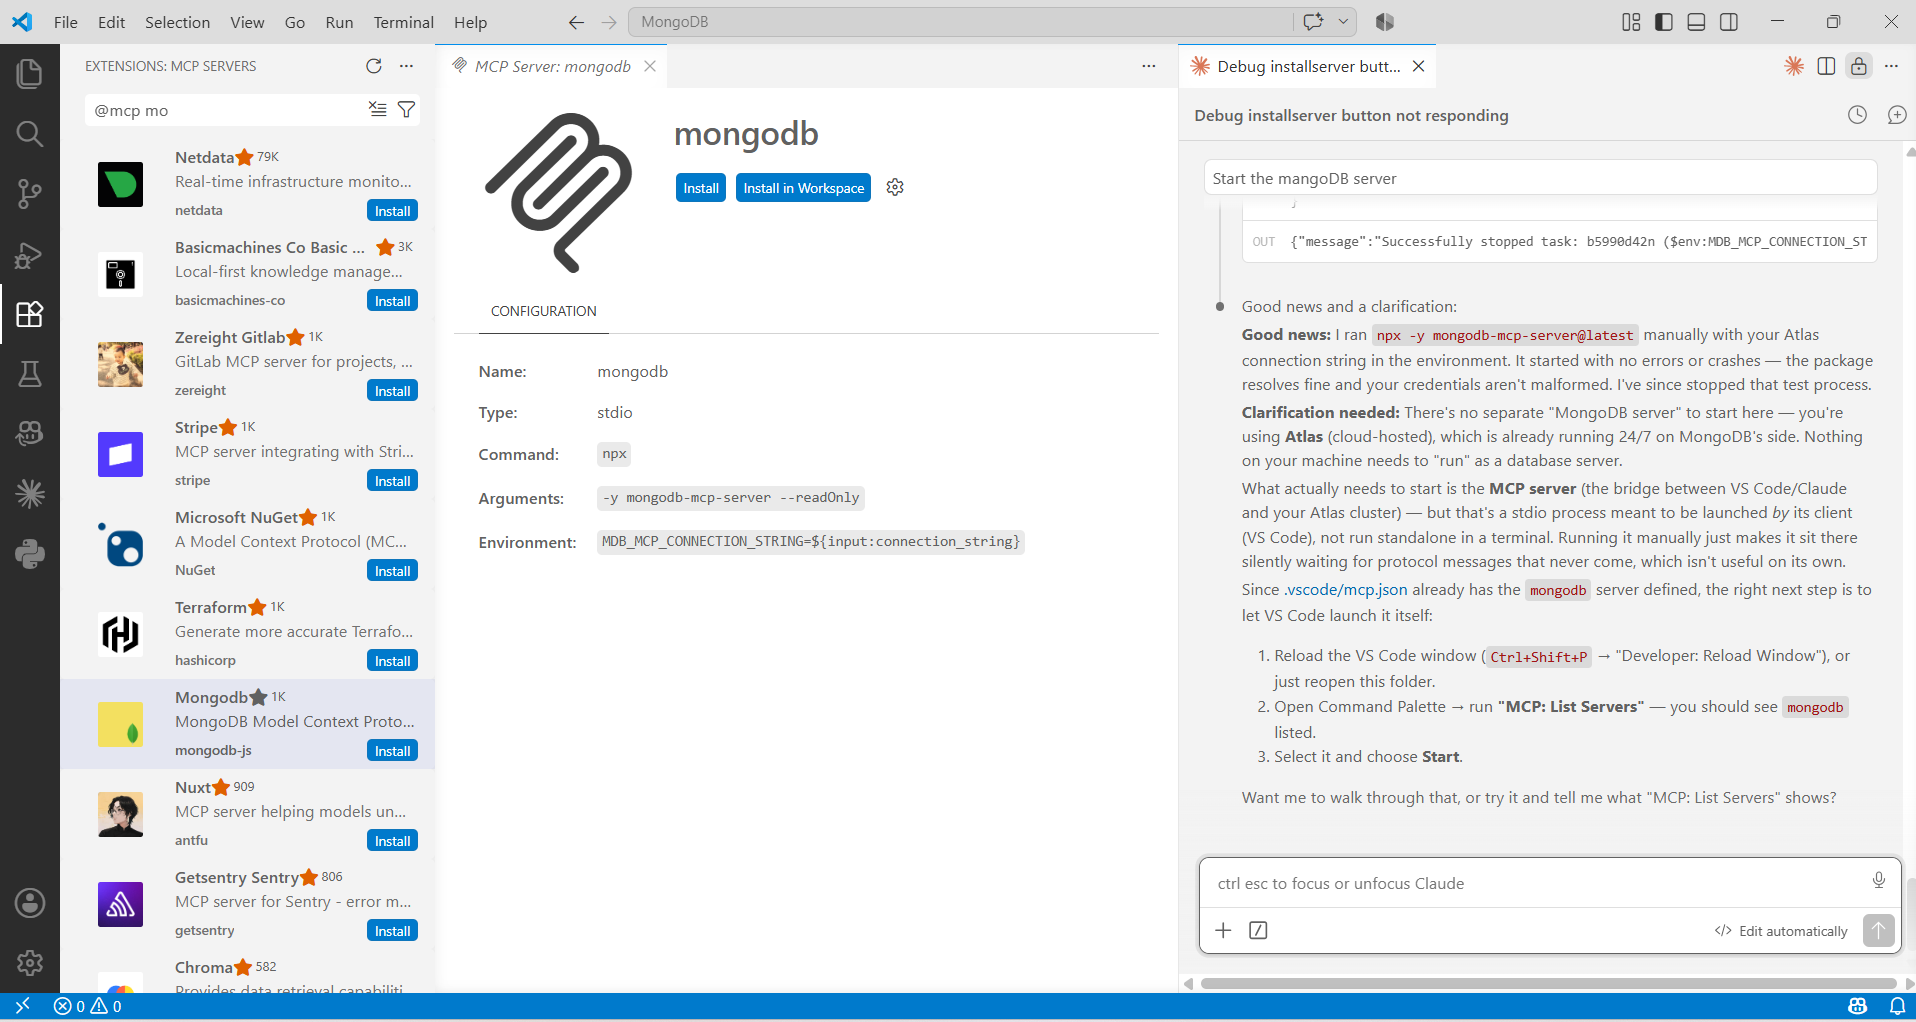 File Edit Selection View Go Run Terminal Help
MongoDB
EXTENSIONS: MCP SERVERS
@mcp mo
Netdata 79K
Real-time infrastructure monito...
netdata
Install
Basicmachines Co Basic ... 3K
Local-first knowledge manage...
basicmachines-co
Install
Zereight Gitlab 1K
GitLab MCP server for projects, ...
zereight
Install
Stripe 1K
MCP server integrating with Stri...
stripe
Install
Microsoft NuGet 1K
A Model Context Protocol (MC...
NuGet
Install
Terraform 1K
Generate more accurate Terrafo...
hashicorp
Install
Mongodb 1K
MongoDB Model Context Proto...
mongodb-js
Install
Nuxt 909
MCP server helping models un...
antfu
Install
Getsentry Sentry 806
MCP server for Sentry - error m...
getsentry
Install
Chroma 582
Provides data retrieval capabiliti
MCP Server: mongodb
mongodb
Install
Install in Workspace
CONFIGURATION
Name: mongodb
Type: stdio
Command: npx
Arguments: -y mongodb-mcp-server --readOnly
Environment: MDB_MCP_CONNECTION_STRING=${input:connection_string}
Debug installserver butt...
Debug installserver button not responding
Start the mangoDB server
}
OUT {"message":"Successfully stopped task: b5990d42n ($env:MDB_MCP_CONNECTION_ST
Good news and a clarification:
Good news: I ran npx -y mongodb-mcp-server@latest manually with your Atlas
connection string in the environment. It started with no errors or crashes — the package
resolves fine and your credentials aren't malformed. I've since stopped that test process.
Clarification needed: There's no separate "MongoDB server" to start here — you're
using Atlas (cloud-hosted), which is already running 24/7 on MongoDB's side. Nothing
on your machine needs to "run" as a database server.
What actually needs to start is the MCP server (the bridge between VS Code/Claude
and your Atlas cluster) — but that's a stdio process meant to be launched by its client
(VS Code), not run standalone in a terminal. Running it manually just makes it sit there
silently waiting for protocol messages that never come, which isn't useful on its own.
Since .vscode/mcp.json already has the mongodb server defined, the right next step is to
let VS Code launch it itself:
1. Reload the VS Code window (Ctrl+Shift+P → "Developer: Reload Window"), or
just reopen this folder.
2. Open Command Palette → run "MCP: List Servers" — you should see mongodb
listed.
3. Select it and choose Start.
Want me to walk through that, or try it and tell me what "MCP: List Servers" shows?
ctrl esc to focus or unfocus Claude
</> Edit automatically
0 0